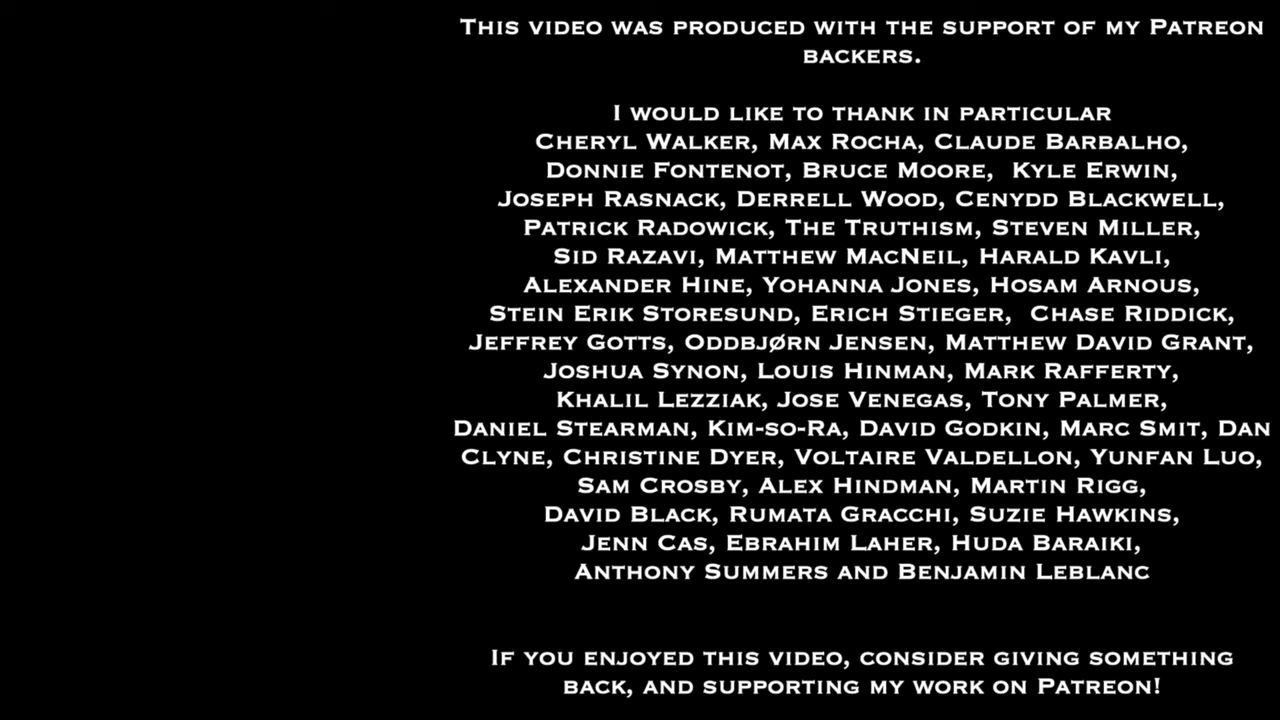 This video was produced with the support of my Patreon
backers.
I would like to thank in particular
Cheryl Walker, Max Rocha, Claude Barbalho,
Donnie Fontenot, Bruce Moore, Kyle Erwin,
Joseph Rasnack, Derrell Wood, Cenydd Blackwell,
Patrick Radowick, The Truthism, Steven Miller,
Sid Razavi, Matthew MacNeil, Harald Kavli,
Alexander Hine, Yohanna Jones, Hosam Arnous,
Stein Erik Storesund, Erich Stieger, Chase Riddick,
Jeffrey Gotts, Oddbjørn Jensen, Matthew David Grant,
Joshua Synon, Louis Hinman, Mark Rafferty,
Khalil Lezziak, Jose Venegas, Tony Palmer,
Daniel Stearman, Kim-so-Ra, David Godkin, Marc Smit, Dan
Clyne, Christine Dyer, Voltaire Valdellon, Yunfan Luo,
Sam Crosby, Alex Hindman, Martin Rigg,
David Black, Rumata Gracchi, Suzie Hawkins,
Jenn Cas, Ebrahim Laher, Huda Baraiki,
Anthony Summers and Benjamin Leblanc
If you enjoyed this video, consider giving something
back, and supporting my work on Patreon!